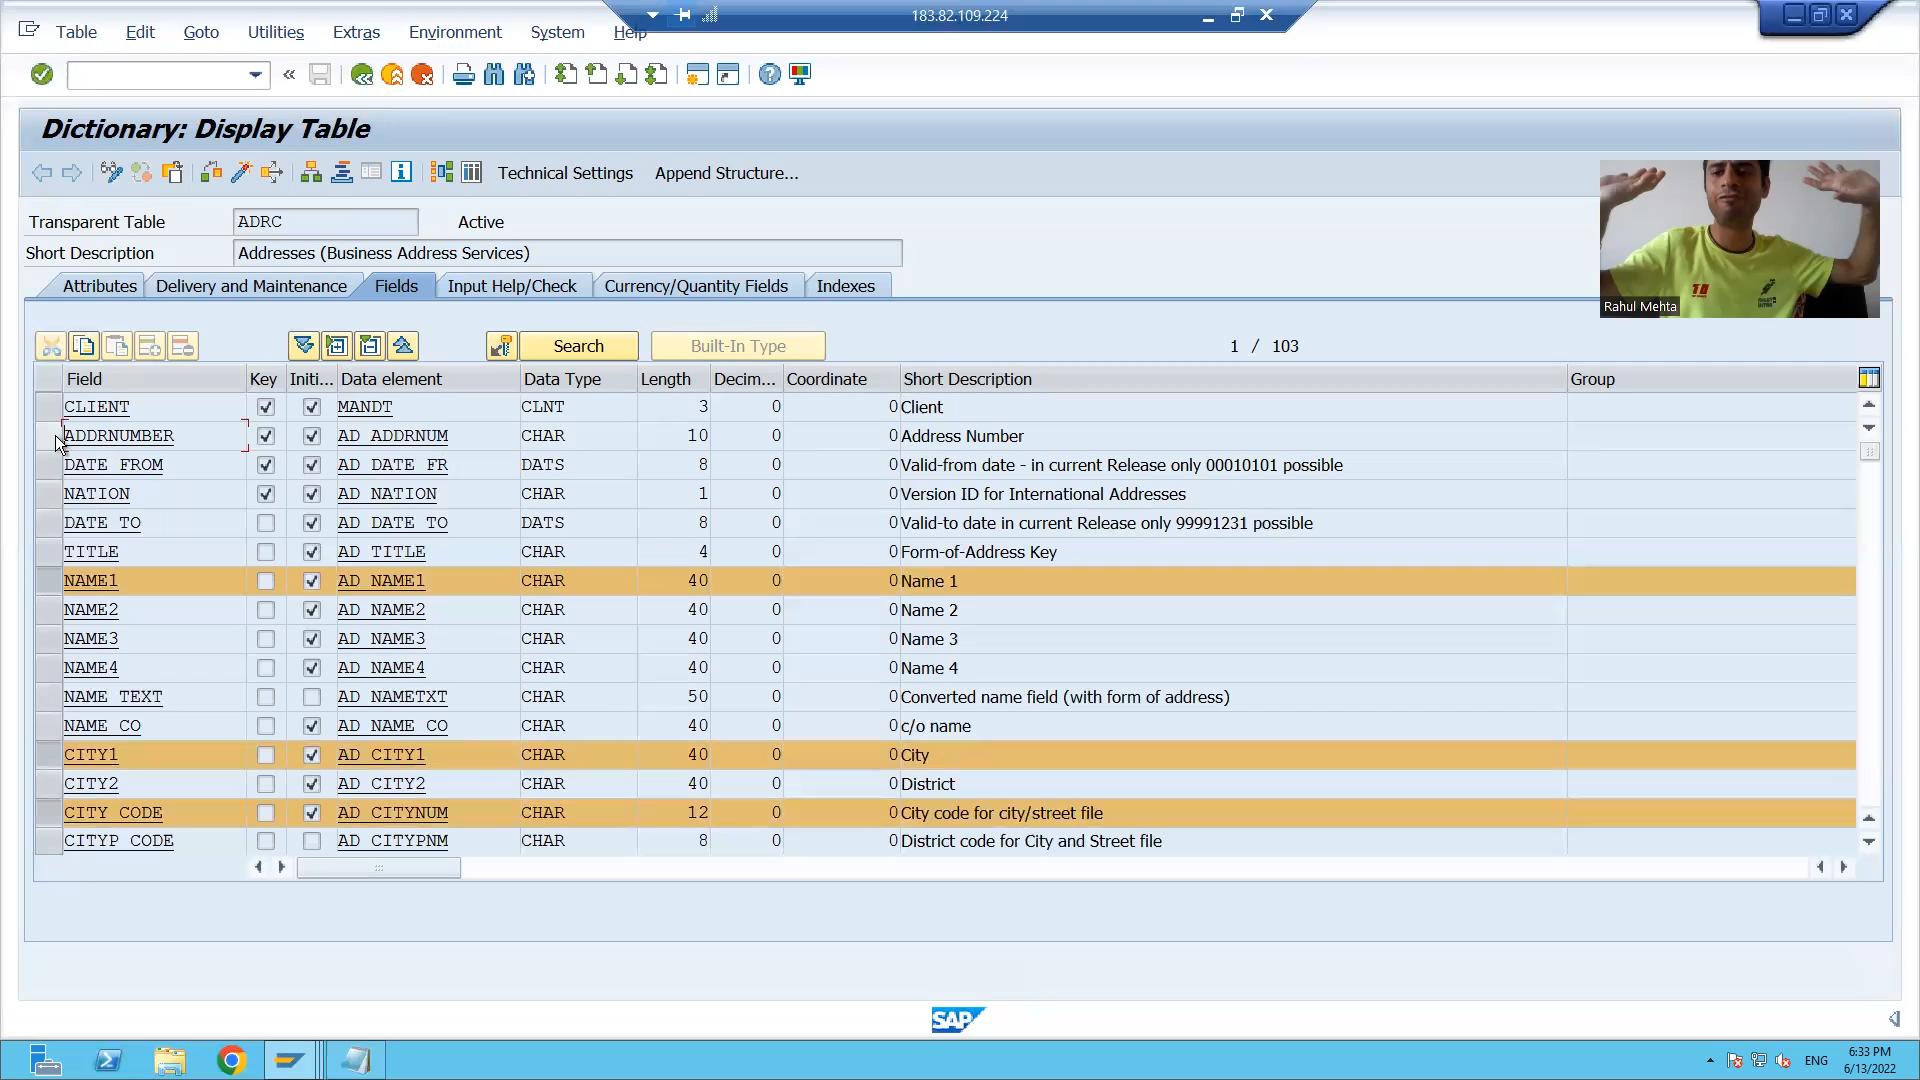 183.82.109.224
Table Edit Goto Utilities Extras Environment System Help
Dictionary: Display Table
Technical Settings Append Structure...
Transparent Table ADRC Active
Short Description Addresses (Business Address Services)
Attributes Delivery and Maintenance Fields Input Help/Check Currency/Quantity Fields Indexes
Rahul Mehta
Search Built-In Type 1 / 103
Field Key Initi... Data element Data Type Length Decim... Coordinate Short Description Group
CLIENT MANDT CLNT 3 0 0 Client
ADDRNUMBER AD_ADDRNUM CHAR 10 0 0 Address Number
DATE_FROM AD_DATE_FR DATS 8 0 0 Valid-from date - in current Release only 00010101 possible
NATION AD_NATION CHAR 1 0 0 Version ID for International Addresses
DATE_TO AD_DATE_TO DATS 8 0 0 Valid-to date in current Release only 99991231 possible
TITLE AD_TITLE CHAR 4 0 0 Form-of-Address Key
NAME1 AD_NAME1 CHAR 40 0 0 Name 1
NAME2 AD_NAME2 CHAR 40 0 0 Name 2
NAME3 AD_NAME3 CHAR 40 0 0 Name 3
NAME4 AD_NAME4 CHAR 40 0 0 Name 4
NAME_TEXT AD_NAMETXT CHAR 50 0 0 Converted name field (with form of address)
NAME_CO AD_NAME_CO CHAR 40 0 0 c/o name
CITY1 AD_CITY1 CHAR 40 0 0 City
CITY2 AD_CITY2 CHAR 40 0 0 District
CITY_CODE AD_CITYNUM CHAR 12 0 0 City code for city/street file
CITYP_CODE AD_CITYPNM CHAR 8 0 0 District code for City and Street file
SAP
ENG 6:33 PM
6/13/2022